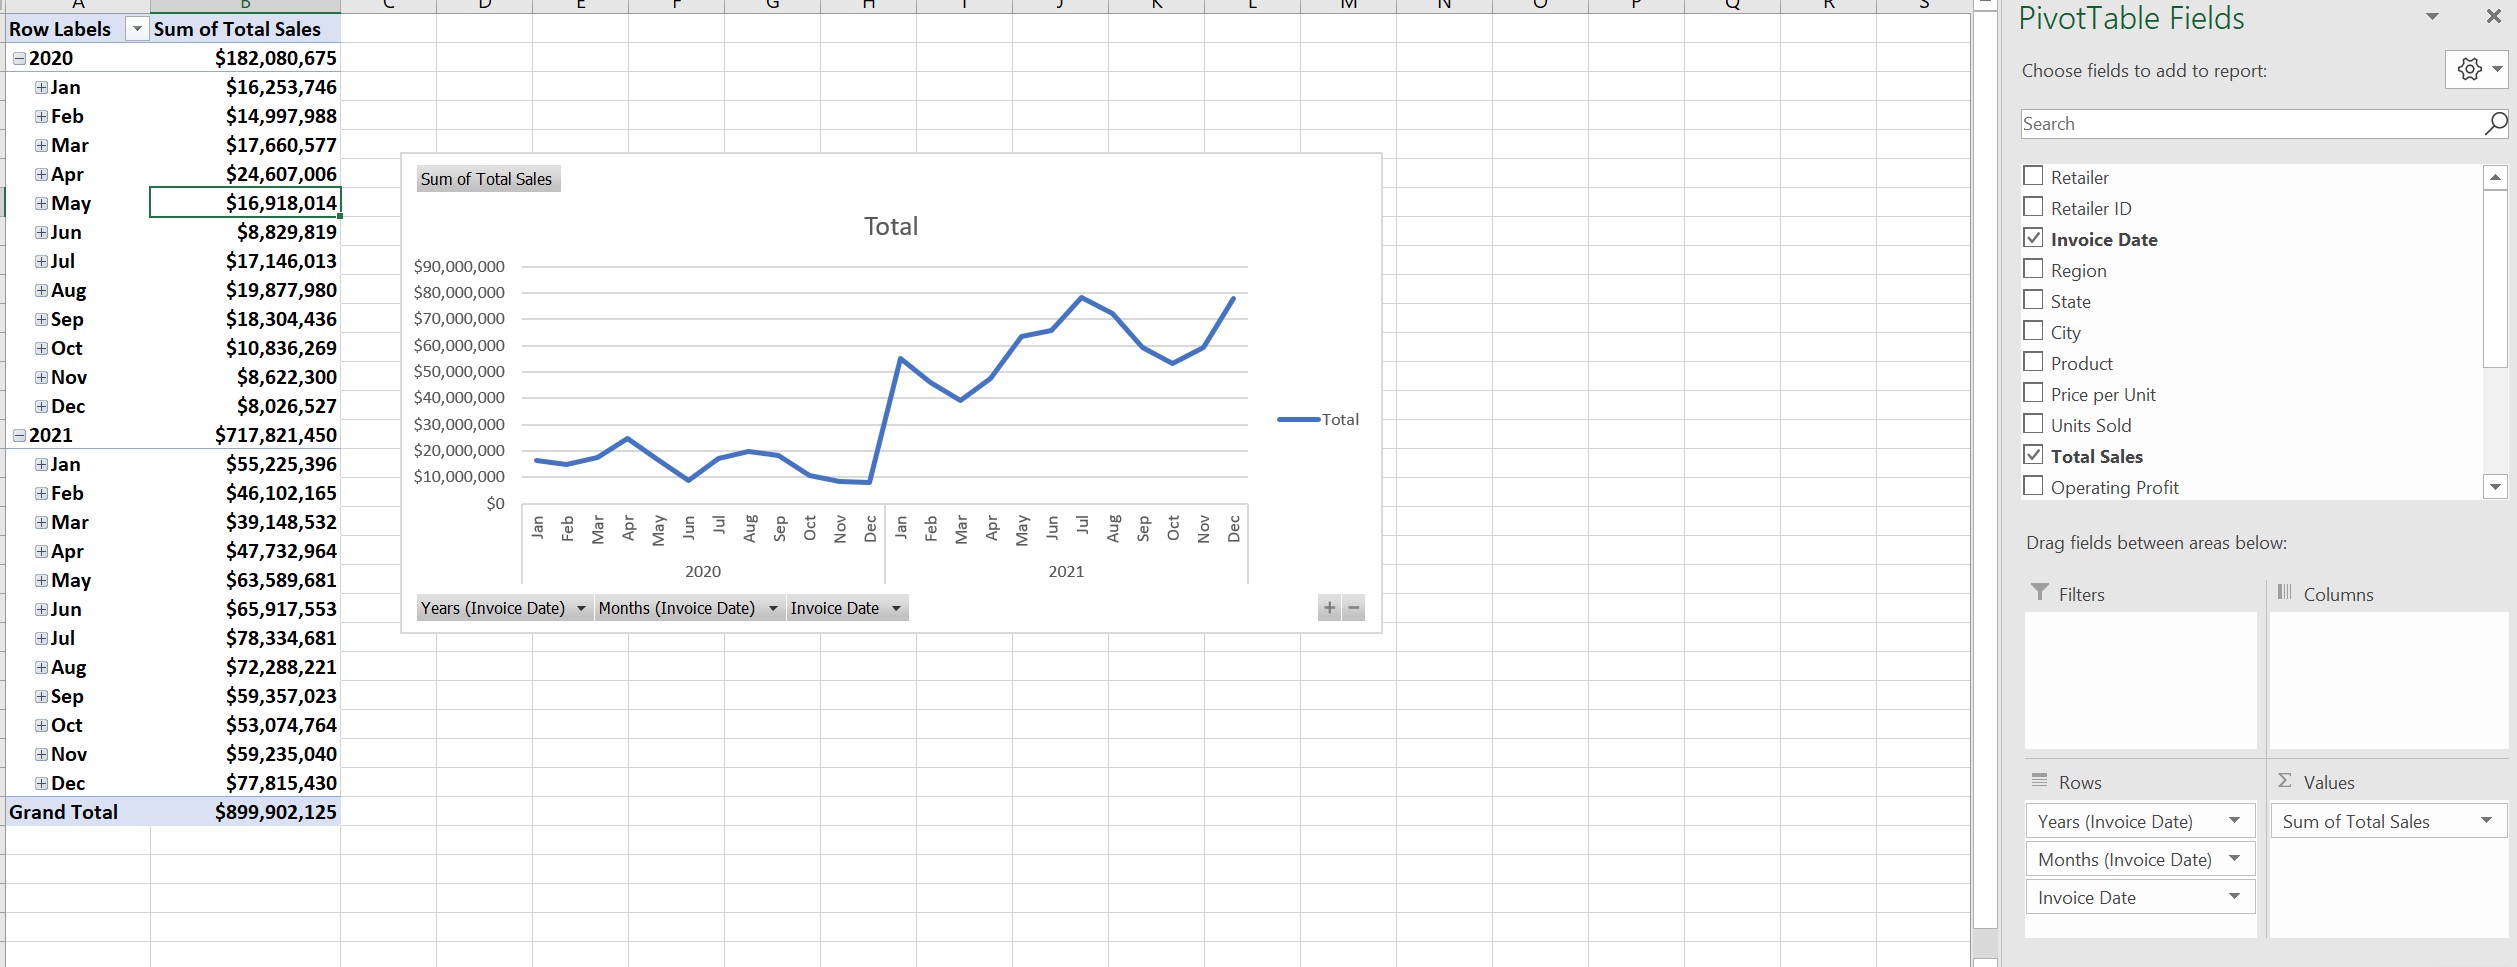 A B C D E F G H I J K L M N O P Q R S
Row Labels Sum of Total Sales
2020 $182,080,675
Jan $16,253,746
Feb $14,997,988
Mar $17,660,577
Apr $24,607,006
May $16,918,014
Jun $8,829,819
Jul $17,146,013
Aug $19,877,980
Sep $18,304,436
Oct $10,836,269
Nov $8,622,300
Dec $8,026,527
2021 $717,821,450
Jan $55,225,396
Feb $46,102,165
Mar $39,148,532
Apr $47,732,964
May $63,589,681
Jun $65,917,553
Jul $78,334,681
Aug $72,288,221
Sep $59,357,023
Oct $53,074,764
Nov $59,235,040
Dec $77,815,430
Grand Total $899,902,125
Sum of Total Sales
Total
$90,000,000
$80,000,000
$70,000,000
$60,000,000
$50,000,000
$40,000,000
$30,000,000
$20,000,000
$10,000,000
$0
Jan Feb Mar Apr May Jun Jul Aug Sep Oct Nov Dec Jan Feb Mar Apr May Jun Jul Aug Sep Oct Nov Dec
2020 2021
Total
Years (Invoice Date) Months (Invoice Date) Invoice Date
PivotTable Fields
Choose fields to add to report:
Search
Retailer
Retailer ID
Invoice Date
Region
State
City
Product
Price per Unit
Units Sold
Total Sales
Operating Profit
Drag fields between areas below:
Filters
Columns
Rows
Σ Values
Years (Invoice Date)
Sum of Total Sales
Months (Invoice Date)
Invoice Date